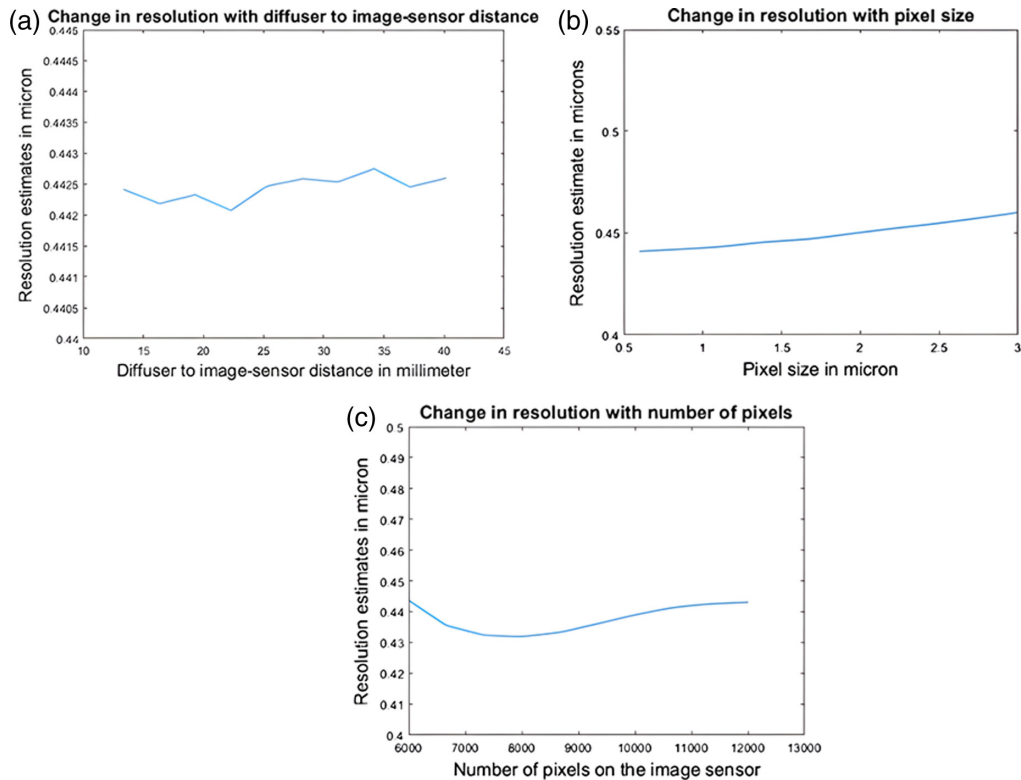 (a)
Change in resolution with diffuser to image-sensor distance
0.445
0.4445
0.444
0.4435
0.443
0.4425
0.442
0.4415
0.441
0.4405
0.44
10 15 20 25 30 35 40 45
Resolution estimates in micron
Diffuser to image-sensor distance in millimeter
(b)
Change in resolution with pixel size
0.55
0.5
0.45
0.4
0.5 1 1.5 2 2.5 3
Resolution estimate in microns
Pixel size in micron
(c)
Change in resolution with number of pixels
0.5
0.49
0.48
0.47
0.46
0.45
0.44
0.43
0.42
0.41
0.4
6000 7000 8000 9000 10000 11000 12000 13000
Resolution estimates in micron
Number of pixels on the image sensor